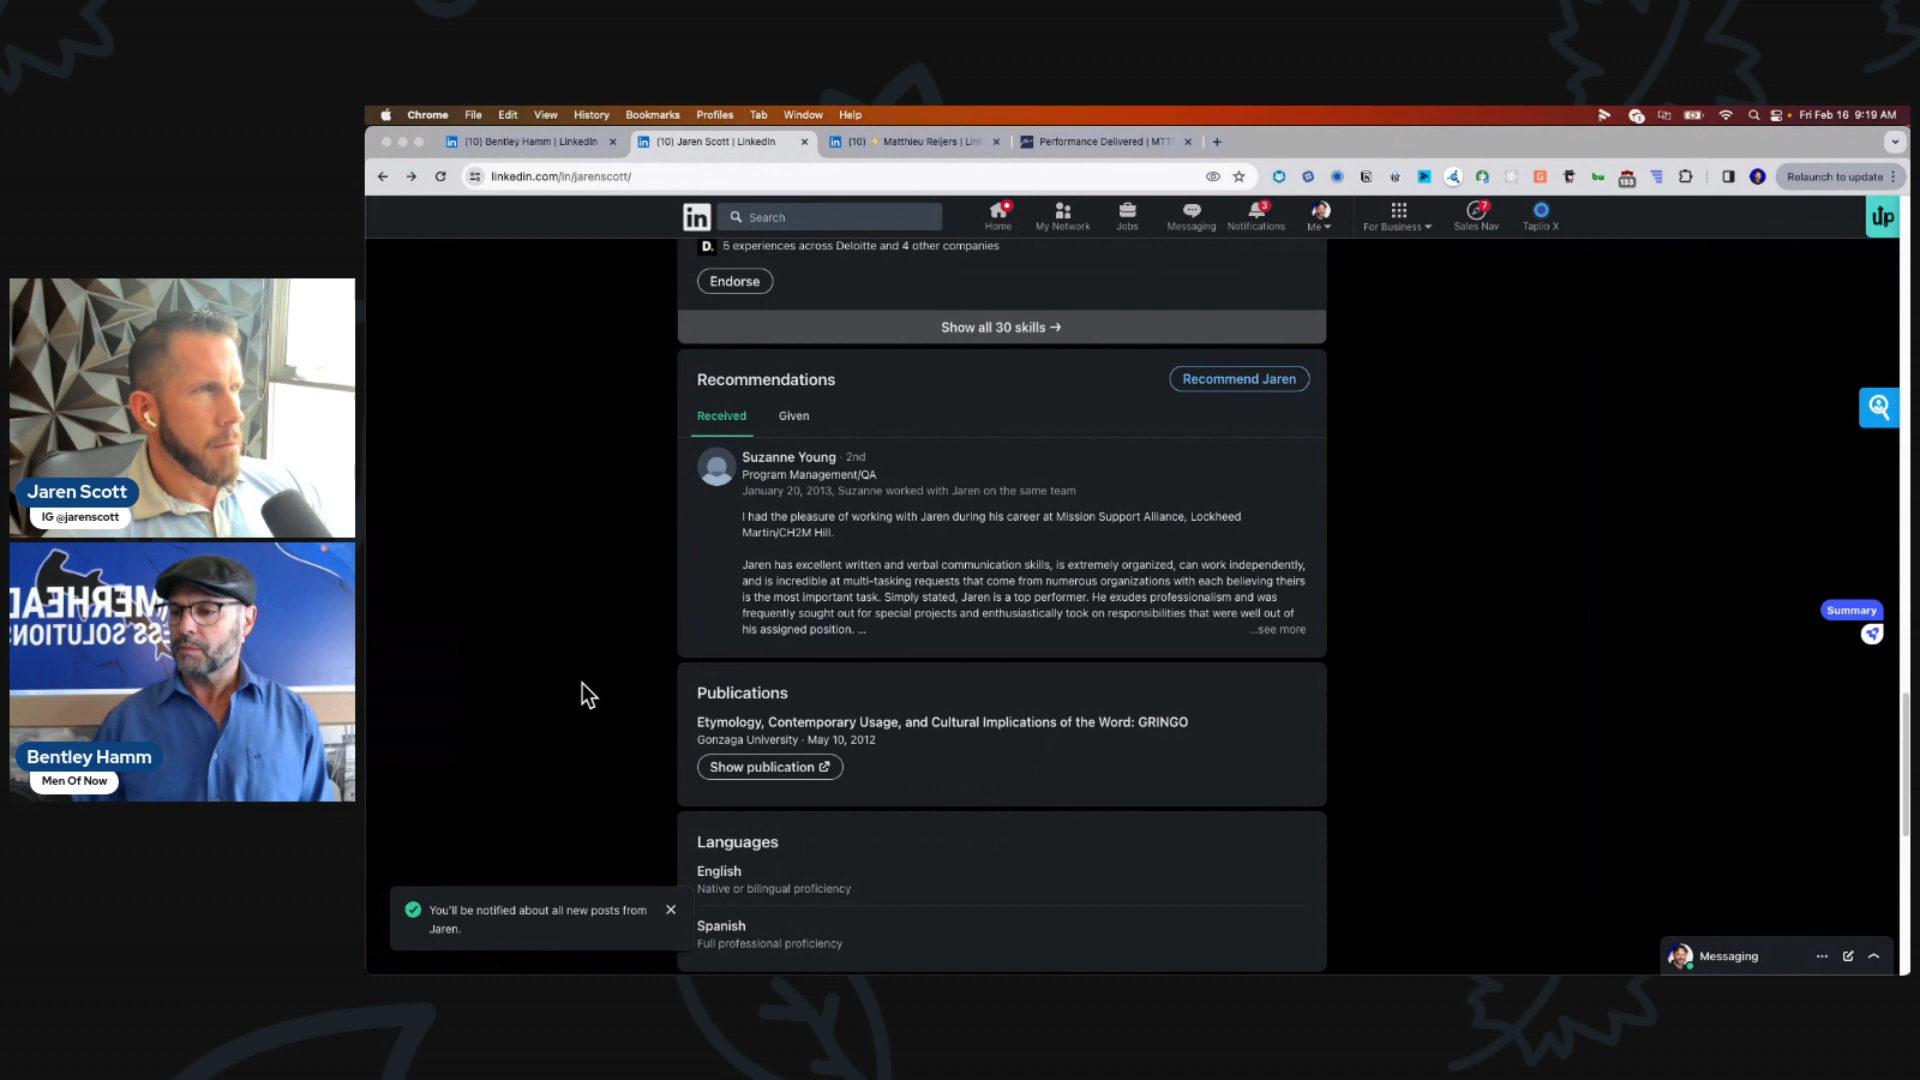 Chrome File Edit View History Bookmarks Profiles Tab Window Help
Fri Feb 16 9:19 AM
(10) Bentley Hamm | LinkedIn
(10) Jaren Scott | LinkedIn
(10) Matthieu Reijers | Lin
Performance Delivered | MTT
linkedin.com/in/jarenscott/
133
Relaunch to update
in
Search
Home
My Network
Jobs
Messaging
3
Notifications
Me
For Business
7
Sales Nav
Taplio X
up
D. 5 experiences across Deloitte and 4 other companies
Endorse
Show all 30 skills →
Recommendations
Recommend Jaren
Received Given
Suzanne Young · 2nd
Program Management/QA
January 20, 2013, Suzanne worked with Jaren on the same team
I had the pleasure of working with Jaren during his career at Mission Support Alliance, Lockheed
Martin/CH2M Hill.
Jaren has excellent written and verbal communication skills, is extremely organized, can work independently,
and is incredible at multi-tasking requests that come from numerous organizations with each believing theirs
is the most important task. Simply stated, Jaren is a top performer. He exudes professionalism and was
frequently sought out for special projects and enthusiastically took on responsibilities that were well out of
his assigned position. ...
...see more
Summary
Publications
Etymology, Contemporary Usage, and Cultural Implications of the Word: GRINGO
Gonzaga University · May 10, 2012
Show publication
Languages
English
Native or bilingual proficiency
Spanish
Full professional proficiency
You'll be notified about all new posts from
Jaren.
Messaging
Jaren Scott
IG @jarenscott
MERHEAD
ESS SOLUTIONS
Bentley Hamm
Men Of Now